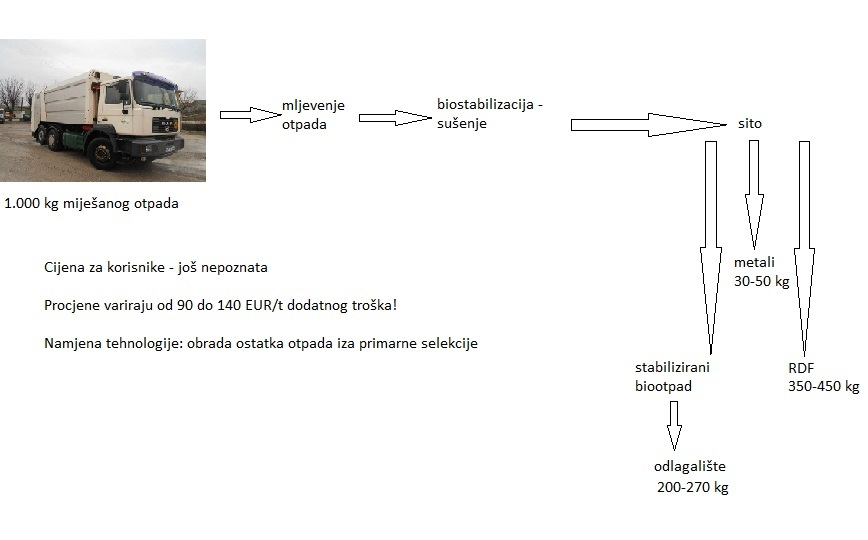 mljevenje
otpada
biostabilizacija -
sušenje
sito
1.000 kg miješanog otpada
metali
30-50 kg
Cijena za korisnike - još nepoznata
Procjene variraju od 90 do 140 EUR/t dodatnog troška!
Namjena tehnologije: obrada ostatka otpada iza primarne selekcije
stabilizirani
biootpad
RDF
350-450 kg
odlagalište
200-270 kg